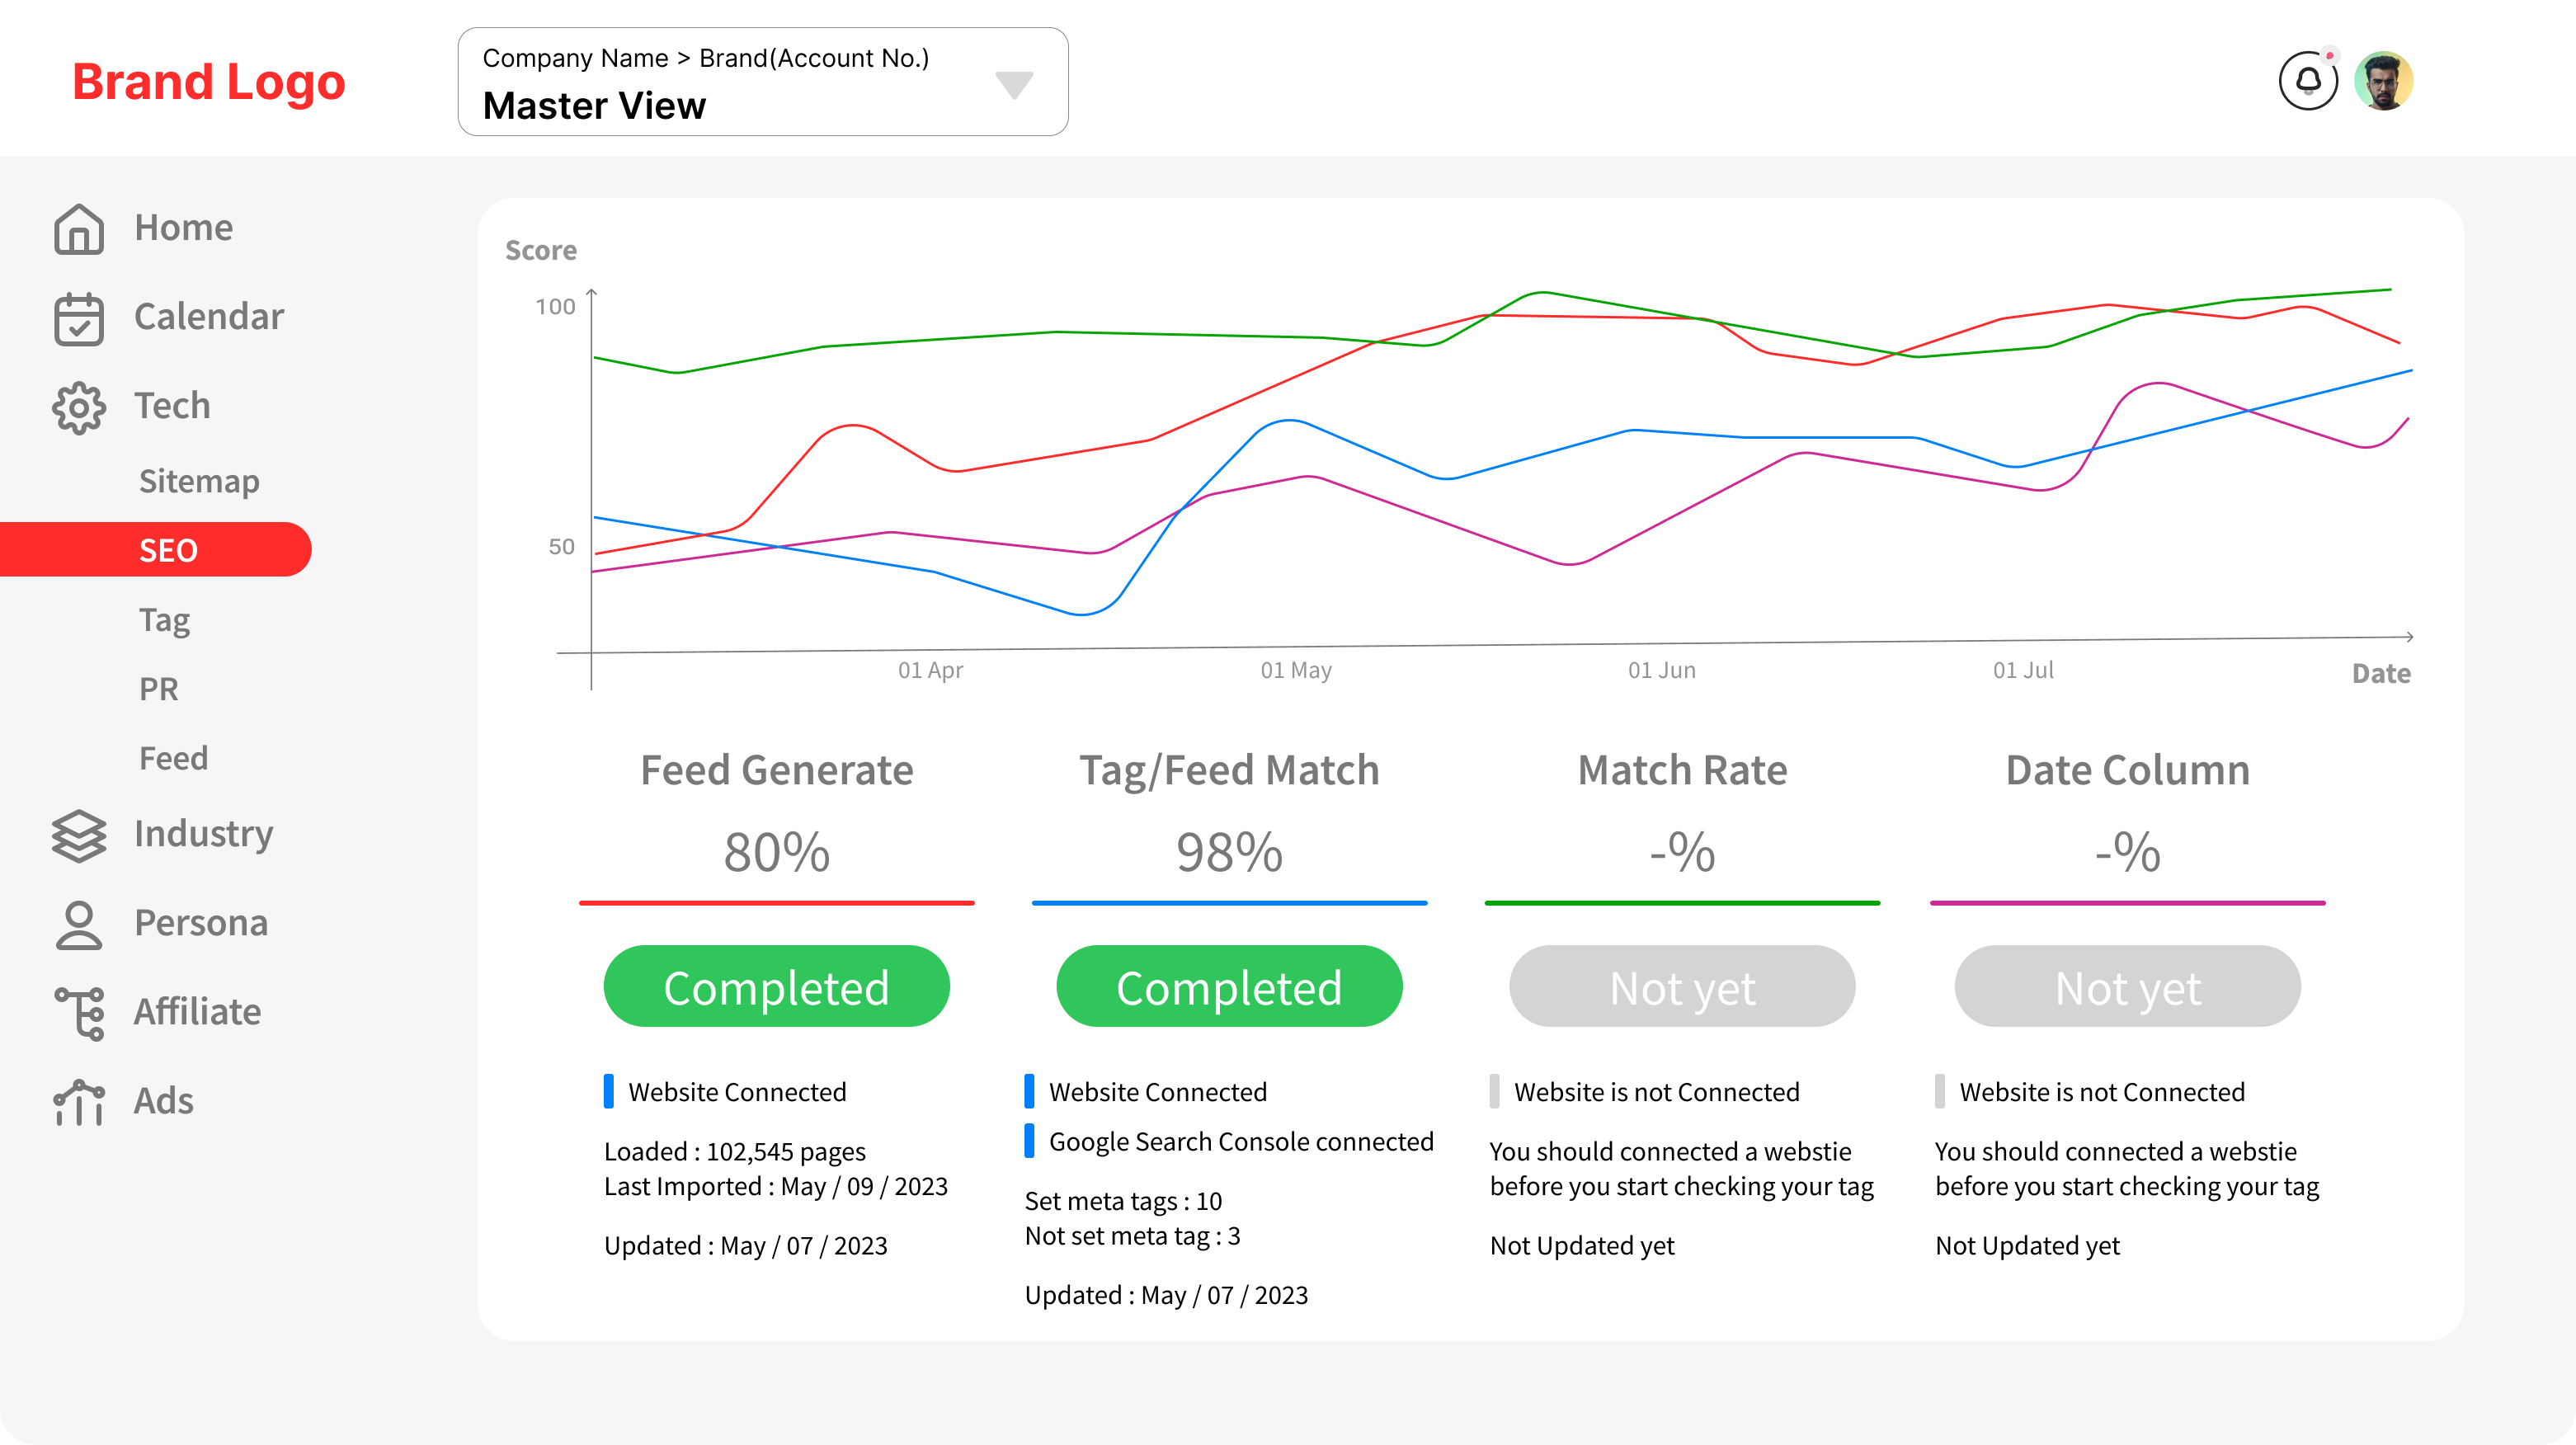 Brand Logo
Company Name > Brand(Account No.)
Master View
Home
Calendar
Tech
Sitemap
SEO
Tag
PR
Feed
Industry
Persona
Affiliate
Ads
Score
100
50
01 Apr
01 May
01 Jun
01 Jul
Date
Feed Generate
80%
Completed
Website Connected
Loaded : 102,545 pages
Last Imported : May / 09 / 2023
Updated : May / 07 / 2023
Tag/Feed Match
98%
Completed
Website Connected
Google Search Console connected
Set meta tags : 10
Not set meta tag : 3
Updated : May / 07 / 2023
Match Rate
-%
Not yet
Website is not Connected
You should connected a webstie
before you start checking your tag
Not Updated yet
Date Column
-%
Not yet
Website is not Connected
You should connected a webstie
before you start checking your tag
Not Updated yet